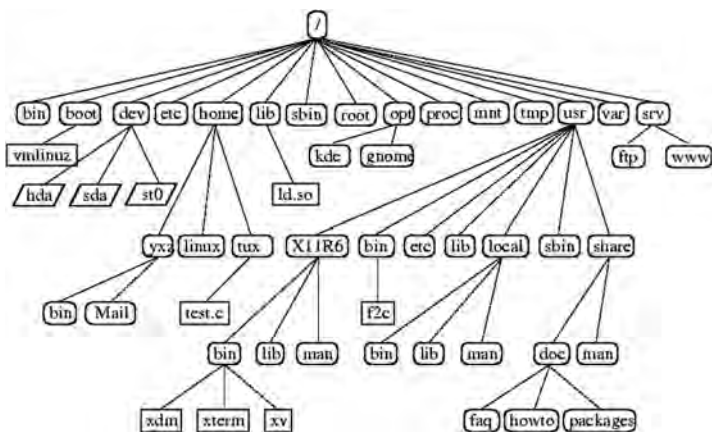 /
bin boot dev etc home lib sbin root opt proc mnt tmp usr var srv
vmlinuz kde gnome ftp www
hda sda st0 ld.so
yxz linux tux X11R6 bin etc lib local sbin share
bin Mail test.c f2c
bin lib man bin lib man doc man
xdm xterm xv faq howto packages